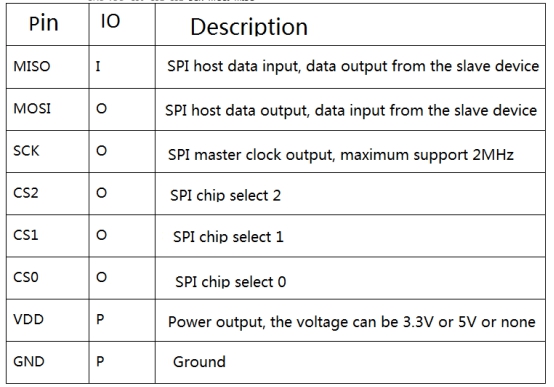 Pin IO Description
MISO I SPI host data input, data output from the slave device
MOSI O SPI host data output, data input from the slave device
SCK O SPI master clock output, maximum support 2MHz
CS2 O SPI chip select 2
CS1 O SPI chip select 1
CS0 O SPI chip select 0
VDD P Power output, the voltage can be 3.3V or 5V or none
GND P Ground